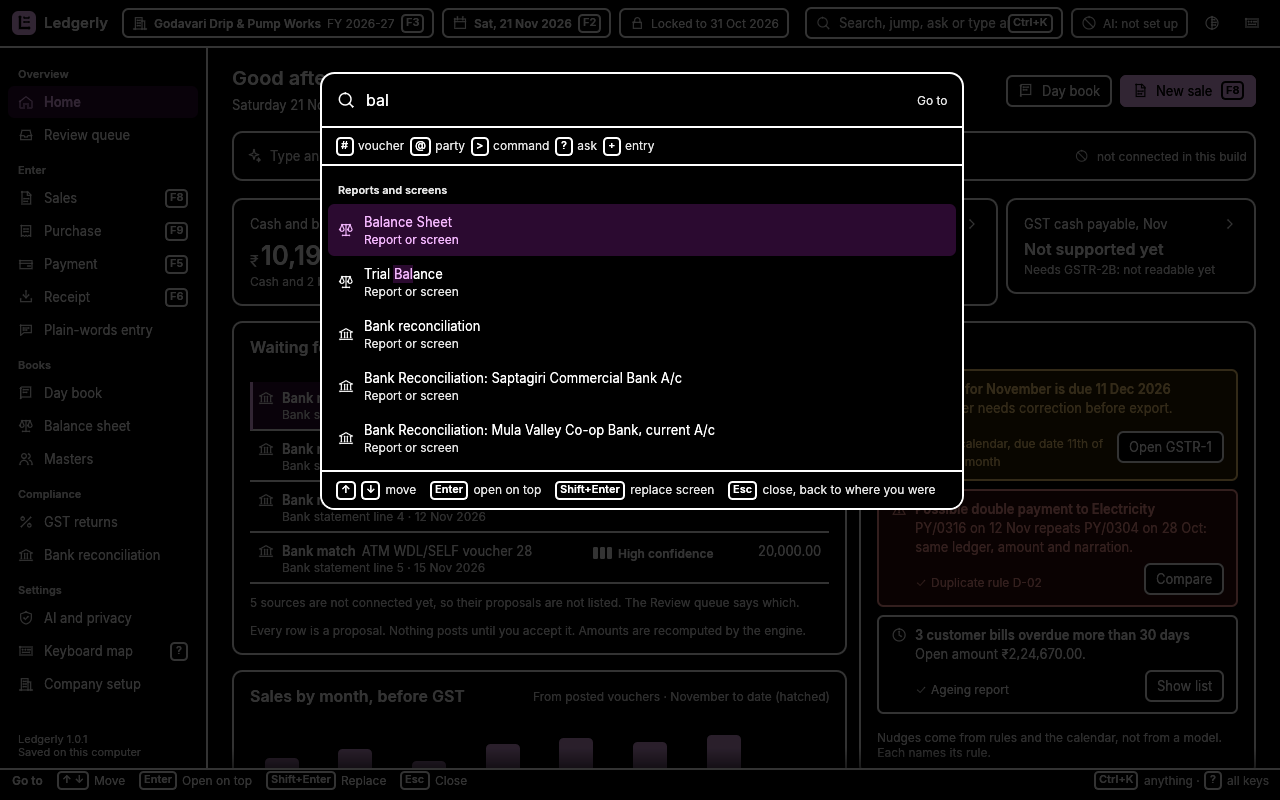 Ledgerly
Godavari Drip & Pump Works FY 2026-27 F3
Sat, 21 Nov 2026 F2
Locked to 31 Oct 2026
Search, jump, ask or type a Ctrl+K
AI: not set up
Overview
Home
Review queue
Enter
Sales F8
Purchase F9
Payment F5
Receipt F6
Plain-words entry
Books
Day book
Balance sheet
Masters
Compliance
GST returns
Bank reconciliation
Settings
AI and privacy
Keyboard map ?
Company setup
Ledgerly 1.0.1
Saved on this computer
Good afte
Saturday 21 No
Day book
New sale F8
Type an
not connected in this build
Cash and b
₹10,19
Cash and 2 b
GST cash payable, Nov
Not supported yet
Needs GSTR-2B: not readable yet
bal
Go to
# voucher @ party > command ? ask + entry
Reports and screens
Balance Sheet
Report or screen
Trial Balance
Report or screen
Bank reconciliation
Report or screen
Bank Reconciliation: Saptagiri Commercial Bank A/c
Report or screen
Bank Reconciliation: Mula Valley Co-op Bank, current A/c
Report or screen
↑ ↓ move Enter open on top Shift+Enter replace screen Esc close, back to where you were
Waiting f
Bank m
Bank s
Bank
Bank s
Bank
Bank statement line 4 · 12 Nov 2026
Bank match ATM WDL/SELF voucher 28 High confidence 20,000.00
Bank statement line 5 · 15 Nov 2026
5 sources are not connected yet, so their proposals are not listed. The Review queue says which.
Every row is a proposal. Nothing posts until you accept it. Amounts are recomputed by the engine.
Sales by month, before GST
From posted vouchers · November to date (hatched)
for November is due 11 Dec 2026
er needs correction before export.
alendar, due date 11th of
month
Open GSTR-1
Possible double payment to Electricity
PY/0316 on 12 Nov repeats PY/0304 on 28 Oct:
same ledger, amount and narration.
✓ Duplicate rule D-02
Compare
3 customer bills overdue more than 30 days
Open amount ₹2,24,670.00.
✓ Ageing report
Show list
Nudges come from rules and the calendar, not from a model.
Each names its rule.
Go to ↑↓ Move Enter Open on top Shift+Enter Replace Esc Close
Ctrl+K anything · ? all keys